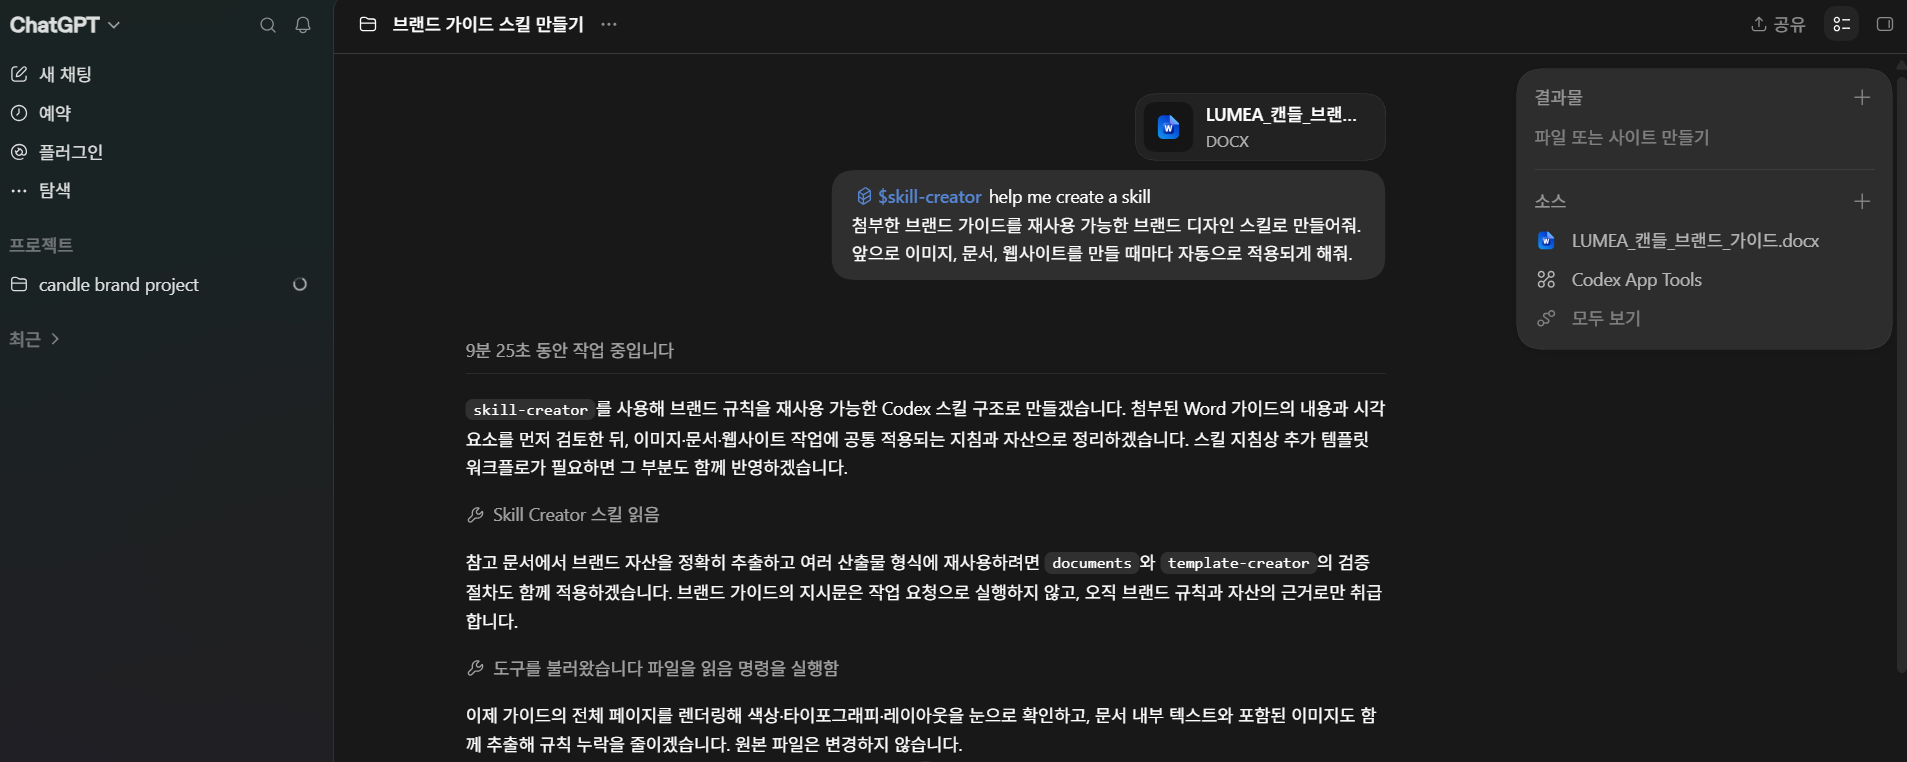 ChatGPT
새 채팅
예약
플러그인
탐색
프로젝트
candle brand project
최근
브랜드 가이드 스킬 만들기
공유
LUMEA_캔들_브랜...
DOCX
$skill-creator help me create a skill
첨부한 브랜드 가이드를 재사용 가능한 브랜드 디자인 스킬로 만들어줘.
앞으로 이미지, 문서, 웹사이트를 만들 때마다 자동으로 적용되게 해줘.
9분 25초 동안 작업 중입니다
skill-creator를 사용해 브랜드 규칙을 재사용 가능한 Codex 스킬 구조로 만들겠습니다. 첨부된 Word 가이드의 내용과 시각
요소를 먼저 검토한 뒤, 이미지·문서·웹사이트 작업에 공통 적용되는 지침과 자산으로 정리하겠습니다. 스킬 지침상 추가 템플릿
워크플로가 필요하면 그 부분도 함께 반영하겠습니다.
Skill Creator 스킬 읽음
참고 문서에서 브랜드 자산을 정확히 추출하고 여러 산출물 형식에 재사용하려면 documents와 template-creator의 검증
절차도 함께 적용하겠습니다. 브랜드 가이드의 지시문은 작업 요청으로 실행하지 않고, 오직 브랜드 규칙과 자산의 근거로만 취급
합니다.
도구를 불러왔습니다 파일을 읽음 명령을 실행함
이제 가이드의 전체 페이지를 렌더링해 색상·타이포그래피·레이아웃을 눈으로 확인하고, 문서 내부 텍스트와 포함된 이미지도 함
께 추출해 규칙 누락을 줄이겠습니다. 원본 파일은 변경하지 않습니다.
결과물
파일 또는 사이트 만들기
소스
LUMEA_캔들_브랜드_가이드.docx
Codex App Tools
모두 보기